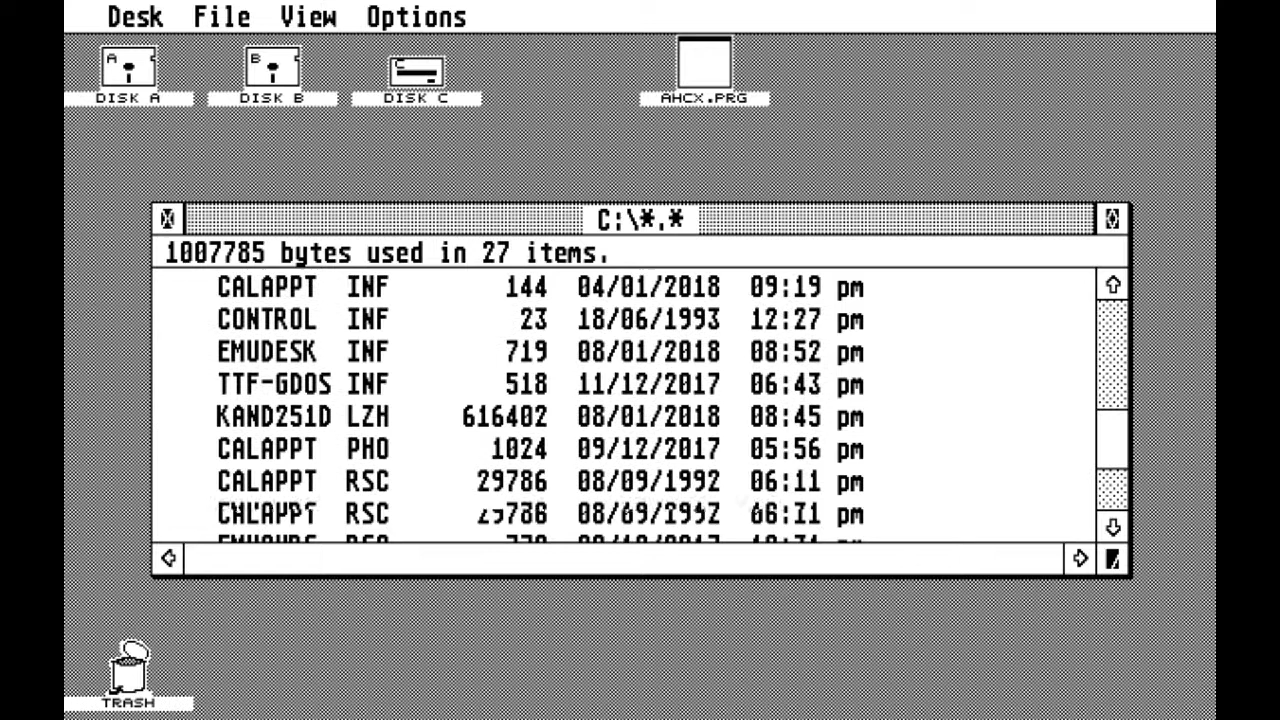 Desk File View Options
A B C
DISK A DISK B DISK C AHCX.PRG
C:\*.*
1007785 bytes used in 27 items.
CALAPPT INF 144 04/01/2018 09:19 pm
CONTROL INF 23 18/06/1993 12:27 pm
EMUDESK INF 719 08/01/2018 08:52 pm
TTF-GDOS INF 518 11/12/2017 06:43 pm
KAND251D LZH 616402 08/01/2018 08:45 pm
CALAPPT PHO 1024 09/12/2017 05:56 pm
CALAPPT RSC 29786 08/09/1992 06:11 pm
RSC pm
TRASH